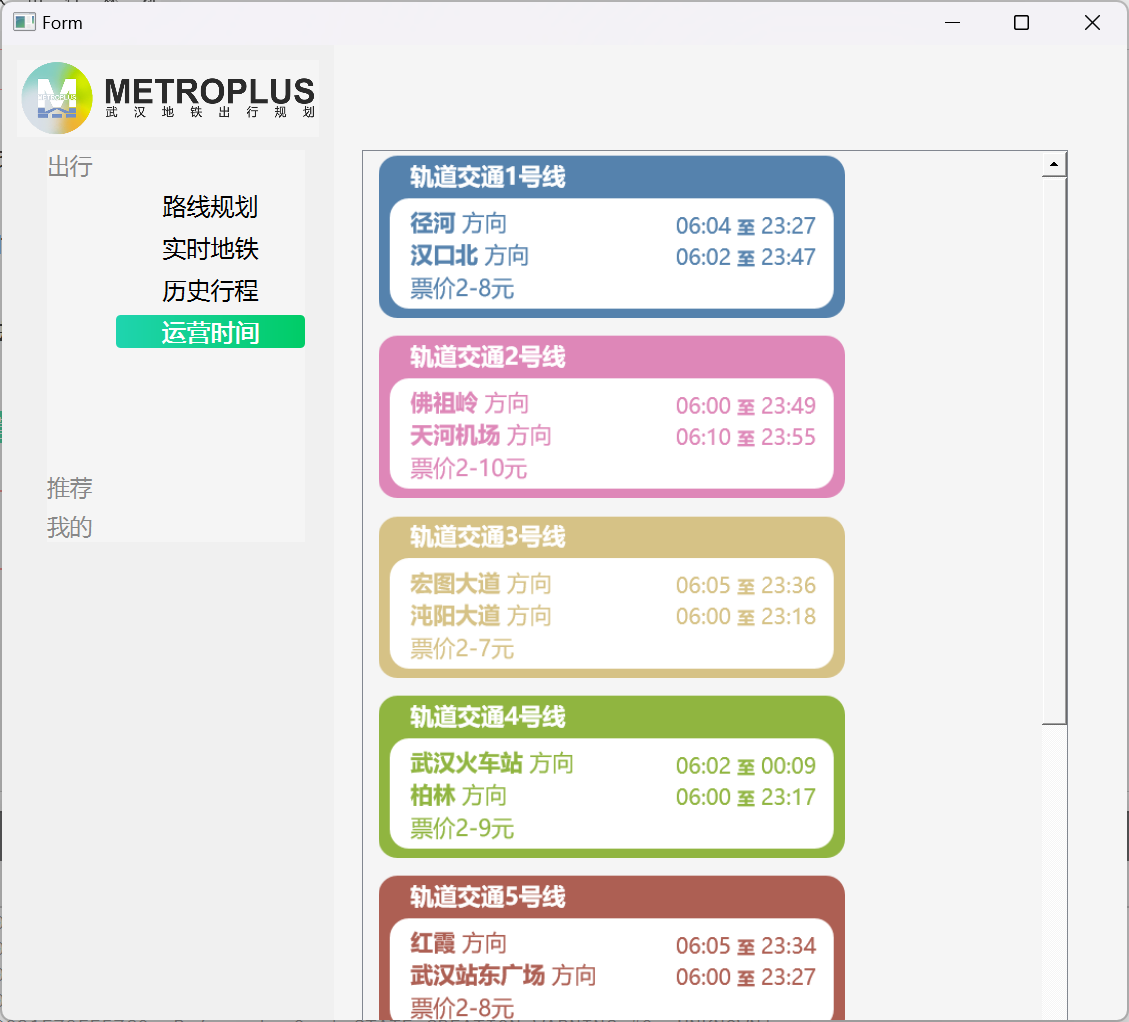 Form
METROPLUS
METROPLUS
武汉地铁出行规划
出行
路线规划
实时地铁
历史行程
运营时间
推荐
我的
轨道交通1号线
径河 方向 06:04 至 23:27
汉口北 方向 06:02 至 23:47
票价2-8元
轨道交通2号线
佛祖岭 方向 06:00 至 23:49
天河机场 方向 06:10 至 23:55
票价2-10元
轨道交通3号线
宏图大道 方向 06:05 至 23:36
沌阳大道 方向 06:00 至 23:18
票价2-7元
轨道交通4号线
武汉火车站 方向 06:02 至 00:09
柏林 方向 06:00 至 23:17
票价2-9元
轨道交通5号线
红霞 方向 06:05 至 23:34
武汉站东广场 方向 06:00 至 23:27
票价2-8元